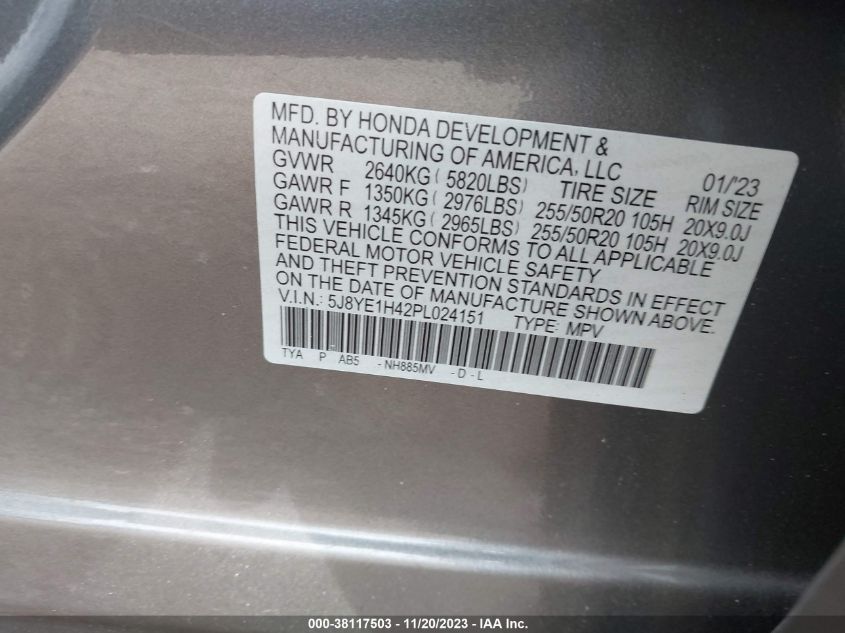 MFD. BY HONDA DEVELOPMENT &
MANUFACTURING OF AMERICA, LLC
GVWR 2640KG ( 5820LBS) TIRE SIZE 01/'23
GAWR F 1350KG ( 2976LBS) 255/50R20 105H RIM SIZE 20X9.0J
GAWR R 1345KG ( 2965LBS) 255/50R20 105H 20X9.0J
THIS VEHICLE CONFORMS TO ALL APPLICABLE
FEDERAL MOTOR VEHICLE SAFETY
AND THEFT PREVENTION STANDARDS IN EFFECT
ON THE DATE OF MANUFACTURE SHOWN ABOVE.
V.I.N.: 5J8YE1H42PL024151 TYPE: MPV
TYA P AB5 - NH885MV - D - L
000-38117503 - 11/20/2023 - IAA Inc.